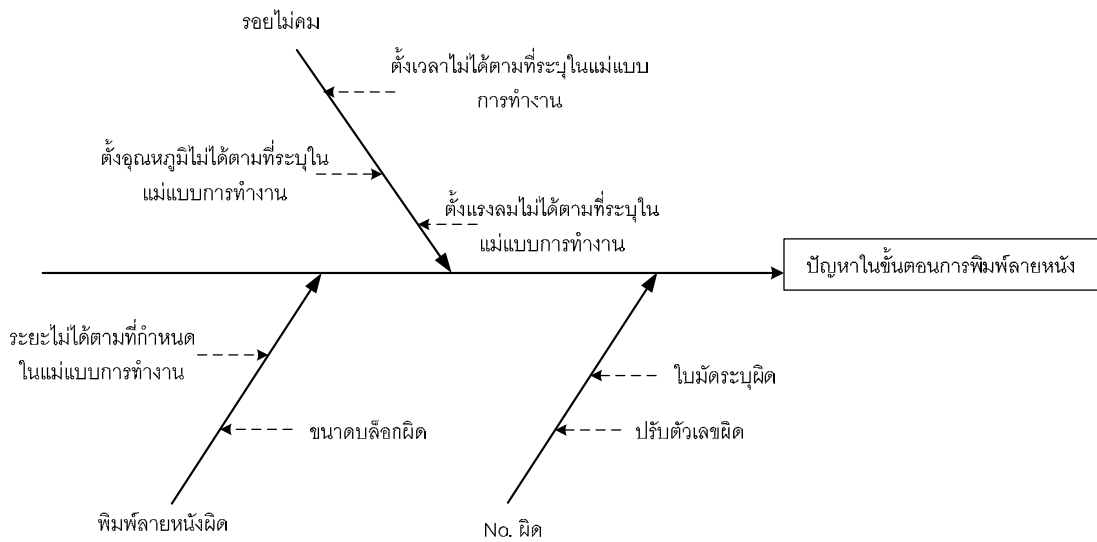 รอยไม่คม
ตั้งเวลาไม่ได้ตามที่ระบุในแม่แบบ
การทำงาน
ตั้งอุณหภูมิไม่ได้ตามที่ระบุใน
แม่แบบการทำงาน
ตั้งแรงลมไม่ได้ตามที่ระบุใน
แม่แบบการทำงาน
ปัญหาในขั้นตอนการพิมพ์ลายหนัง
ระยะไม่ได้ตามที่กำหนด
ในแม่แบบการทำงาน
ใบมัดระบุผิด
ขนาดบล็อกผิด
ปรับตัวเลขผิด
พิมพ์ลายหนังผิด
No. ผิด